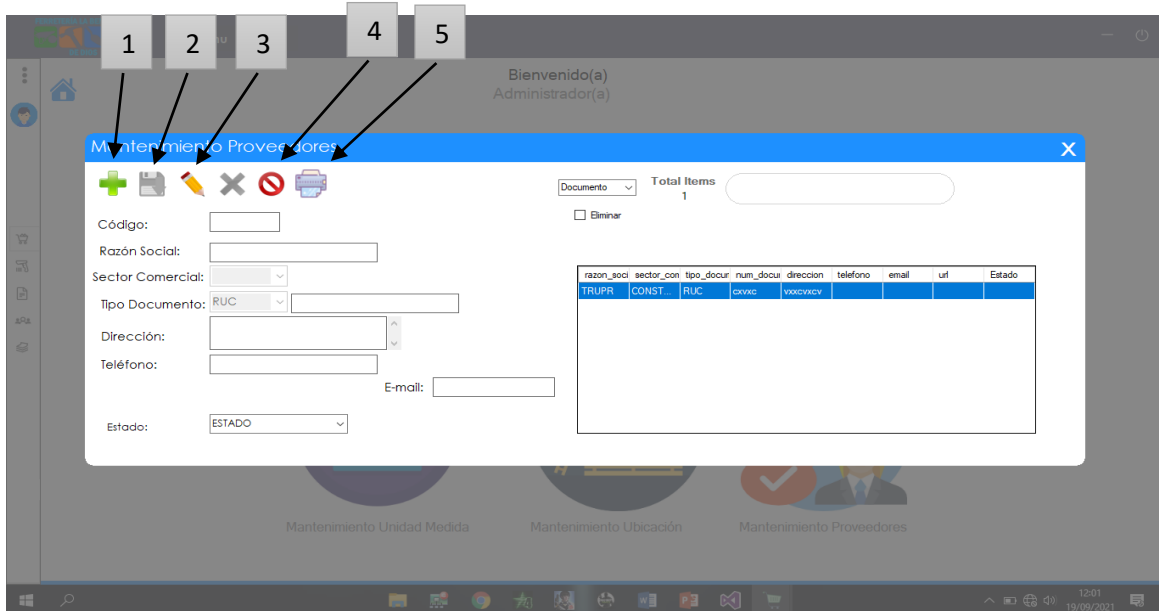 1
2
3
4
5
Bienvenido(a)
Administrador(a)
Mantenimiento Proveedores
X
Documento
Total Items
1
Eliminar
Código:
Razón Social:
Sector Comercial:
Tipo Documento: RUC
Dirección:
Teléfono:
E-mail:
Estado: ESTADO
razon_soci sector_con tipo_docur num_docui direccion telefono email url Estado
TRUPR CONST... RUC cxvxc vxxcvxcv
Mantenimiento Unidad Medida
Mantenimiento Ubicación
Mantenimiento Proveedores
12:01
19/09/2021